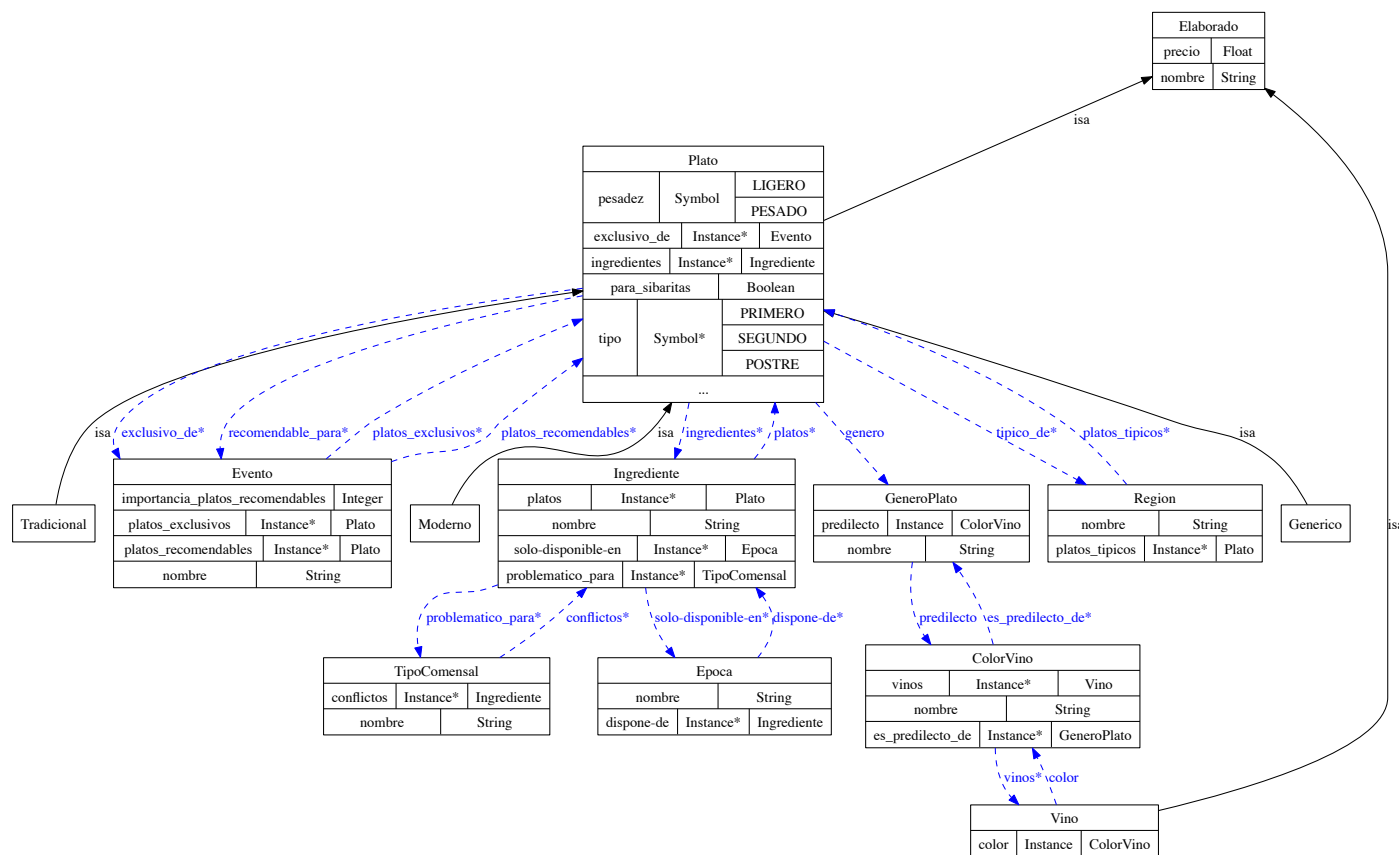 Elaborado
precio Float
nombre String
isa
Plato
pesadez Symbol LIGERO
PESADO
exclusivo_de Instance* Evento
ingredientes Instance* Ingrediente
para_sibaritas Boolean
tipo Symbol* PRIMERO
SEGUNDO
POSTRE
...
isa exclusivo_de* recomendable_para* platos_exclusivos* platos_recomendables* isa ingredientes* platos* genero tipico_de* platos_tipicos* isa
Tradicional
Evento
importancia_platos_recomendables Integer
platos_exclusivos Instance* Plato
platos_recomendables Instance* Plato
nombre String
Moderno
Ingrediente
platos Instance* Plato
nombre String
solo-disponible-en Instance* Epoca
problematico_para Instance* TipoComensal
GeneroPlato
predilecto Instance ColorVino
nombre String
Region
nombre String
platos_tipicos Instance* Plato
Generico
isa
problematico_para* conflictos* solo-disponible-en* dispone-de* predilecto es_predilecto_de*
TipoComensal
conflictos Instance* Ingrediente
nombre String
Epoca
nombre String
dispone-de Instance* Ingrediente
ColorVino
vinos Instance* Vino
nombre String
es_predilecto_de Instance* GeneroPlato
vinos* color
Vino
color Instance ColorVino